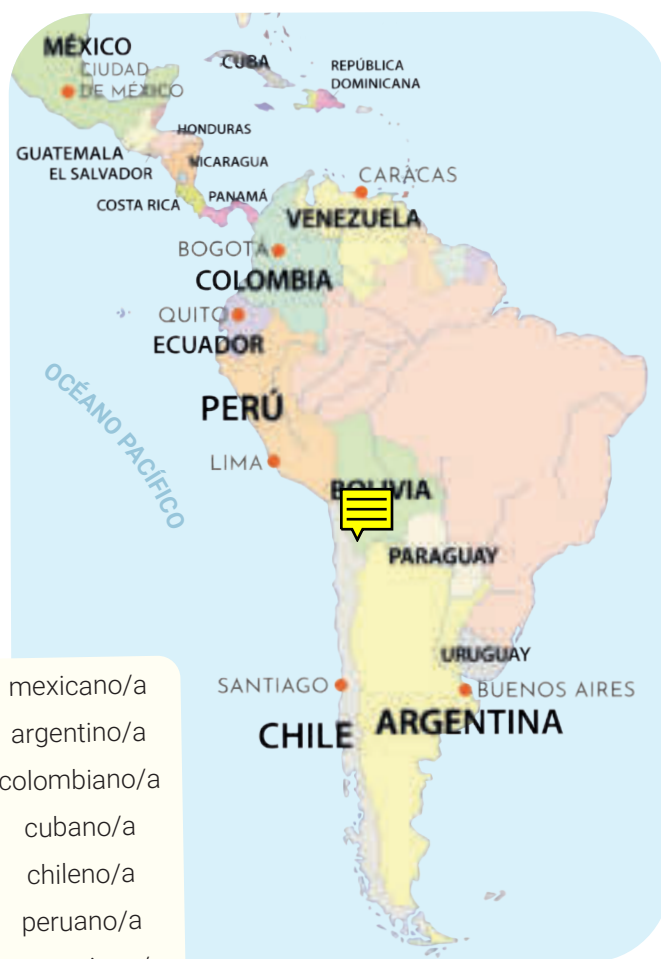 MÉXICO
CIUDAD
DE MÉXICO
CUBA
REPÚBLICA
DOMINICANA
HONDURAS
GUATEMALA
NICARAGUA
EL SALVADOR
COSTA RICA
PANAMÁ
CARACAS
VENEZUELA
BOGOTÁ
COLOMBIA
QUITO
ECUADOR
OCÉANO PACÍFICO
PERÚ
LIMA
BOLIVIA
PARAGUAY
URUGUAY
SANTIAGO
BUENOS AIRES
CHILE
ARGENTINA
mexicano/a
argentino/a
colombiano/a
cubano/a
chileno/a
peruano/a